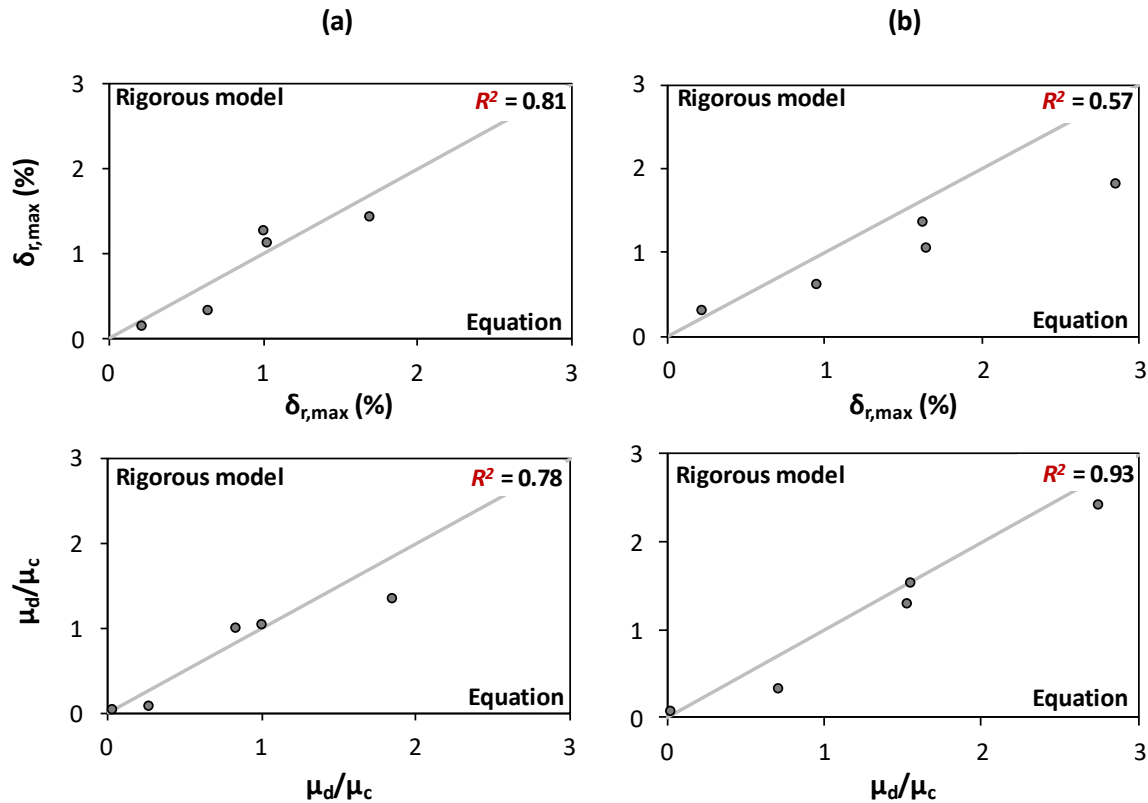 (a)
(b)
Rigorous model
R² = 0.81
Equation
3
2
1
0
0 1 2 3
δr,max (%)
δr,max (%)
Rigorous model
R² = 0.57
Equation
3
2
1
0
0 1 2 3
δr,max (%)
Rigorous model
R² = 0.78
Equation
3
2
1
0
0 1 2 3
μd/μc
μd/μc
Rigorous model
R² = 0.93
Equation
3
2
1
0
0 1 2 3
μd/μc